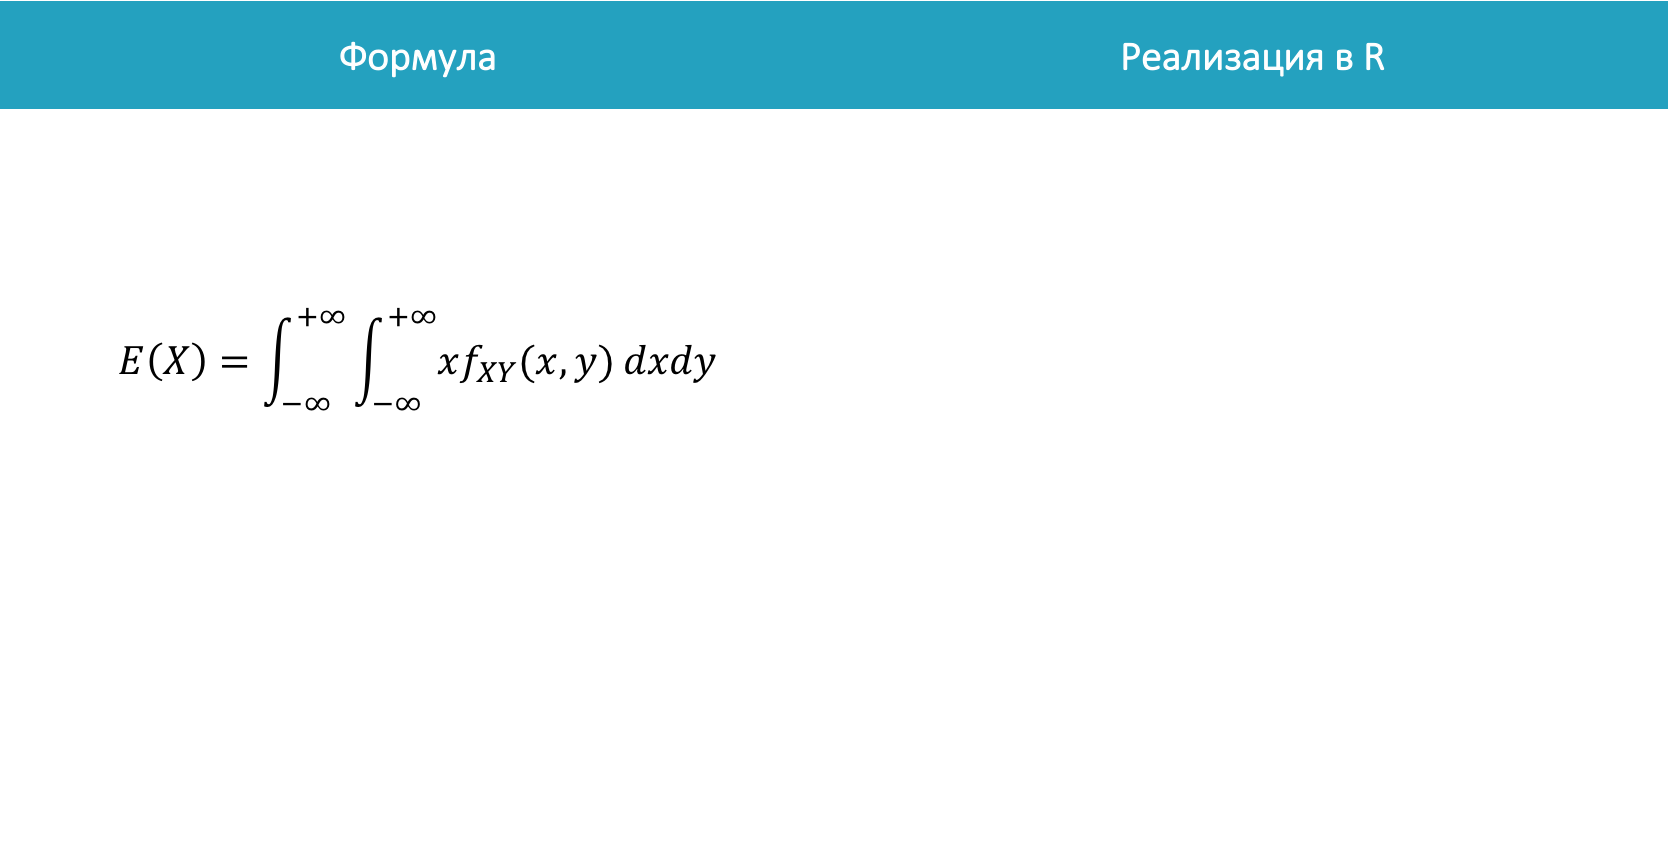 Формула
Реализация в R
E(X) = ∫_{−∞}^{+∞} ∫_{−∞}^{+∞} x f_{XY}(x, y) dxdy